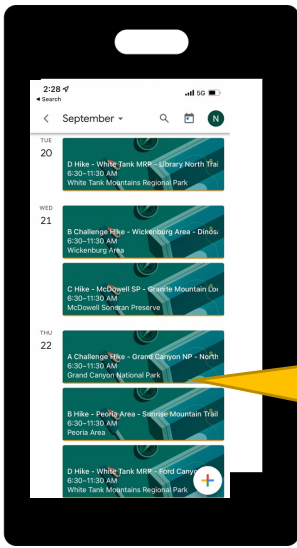 2:28
5G
Search
September
N
TUE
20
D Hike - White Tank MRP - Library North Trai
6:30–11:30 AM
White Tank Mountains Regional Park
WED
21
B Challenge Hike - Wickenburg Area - Dinos
6:30–11:30 AM
Wickenburg Area
C Hike - McDowell SP - Granite Mountain Loo
6:30–11:30 AM
McDowell Sonoran Preserve
THU
22
A Challenge Hike - Grand Canyon NP - North
6:30–11:30 AM
Grand Canyon National Park
B Hike - Peoria Area - Sunrise Mountain Trail
6:30–11:30 AM
Peoria Area
D Hike - White Tank MRP - Ford Canyo
6:30–11:30 AM
White Tank Mountains Regional Park